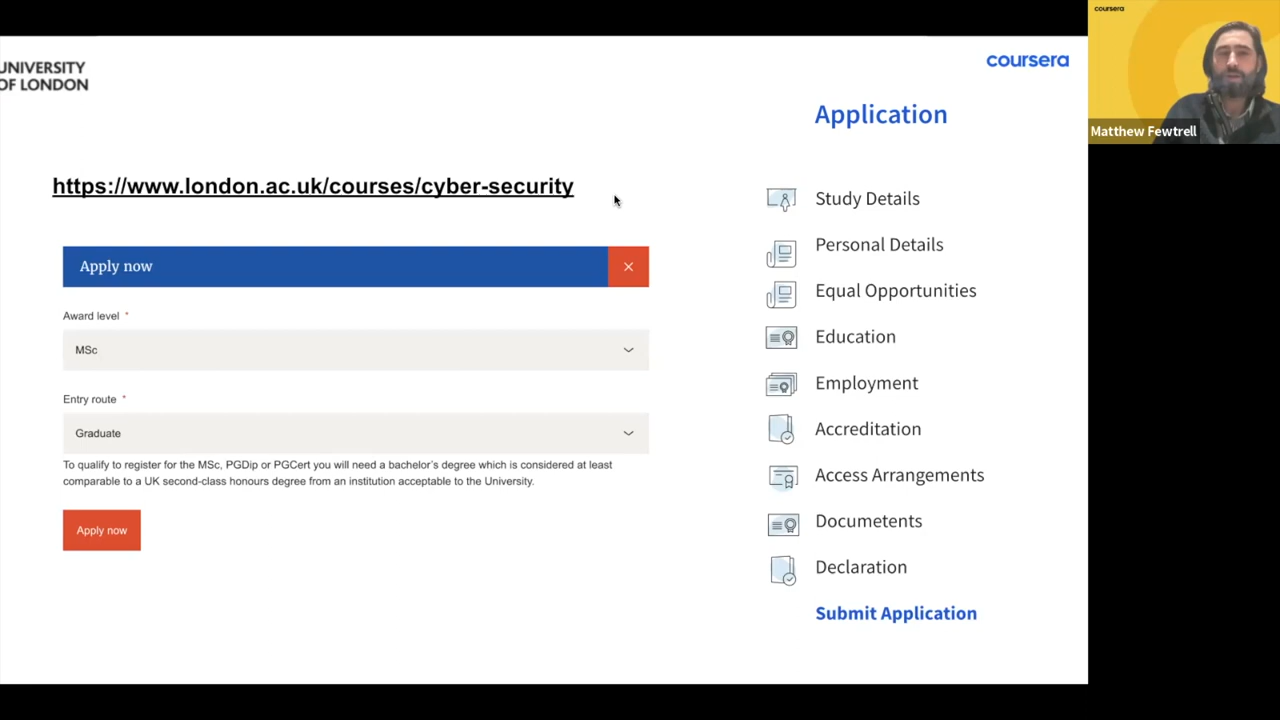 UNIVERSITY
OF LONDON
coursera
https://www.london.ac.uk/courses/cyber-security
Apply now
Award level *
MSc
Entry route *
Graduate
To qualify to register for the MSc, PGDip or PGCert you will need a bachelor's degree which is considered at least
comparable to a UK second-class honours degree from an institution acceptable to the University.
Apply now
Application
Study Details
Personal Details
Equal Opportunities
Education
Employment
Accreditation
Access Arrangements
Documetents
Declaration
Submit Application
coursera
Matthew Fewtrell